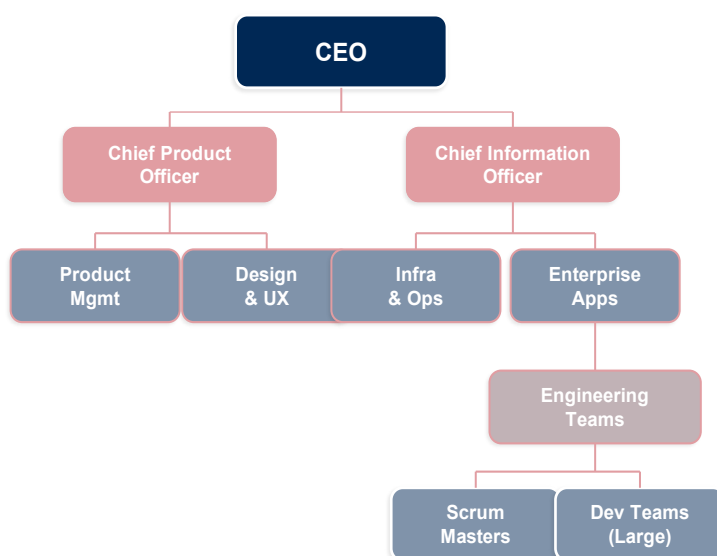 CEO
Chief Product
Officer
Chief Information
Officer
Product
Mgmt
Design
& UX
Infra
& Ops
Enterprise
Apps
Engineering
Teams
Scrum
Masters
Dev Teams
(Large)